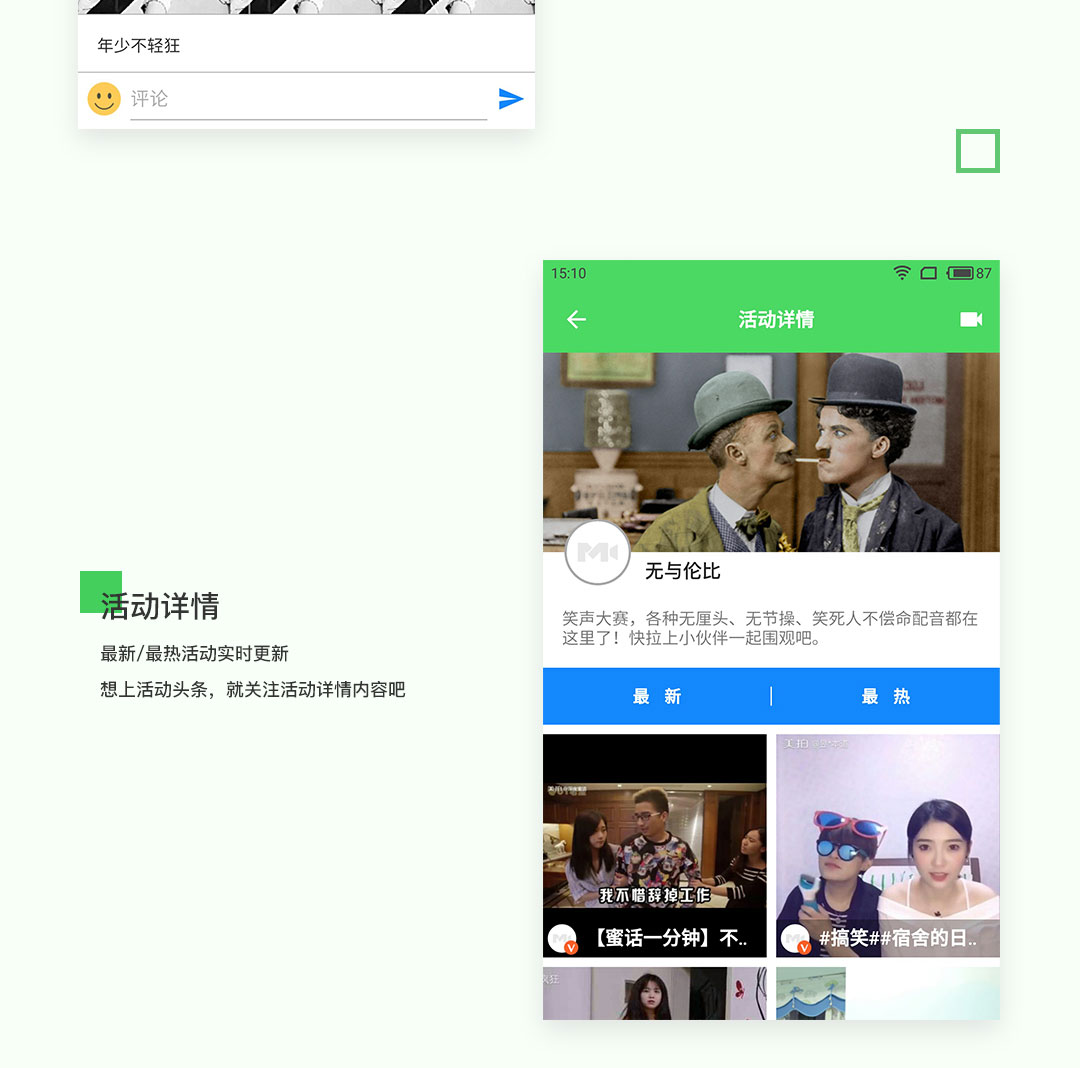 年少不轻狂
评论
15:10
87
活动详情
无与伦比
笑声大赛，各种无厘头、无节操、笑死人不偿命配音都在
这里了！快拉上小伙伴一起围观吧。
活动详情
最新/最热活动实时更新
想上活动头条，就关注活动详情内容吧
最 新
最 热
美拍
我不惜辞掉工作
【蜜话一分钟】不..
#搞笑##宿舍的日..